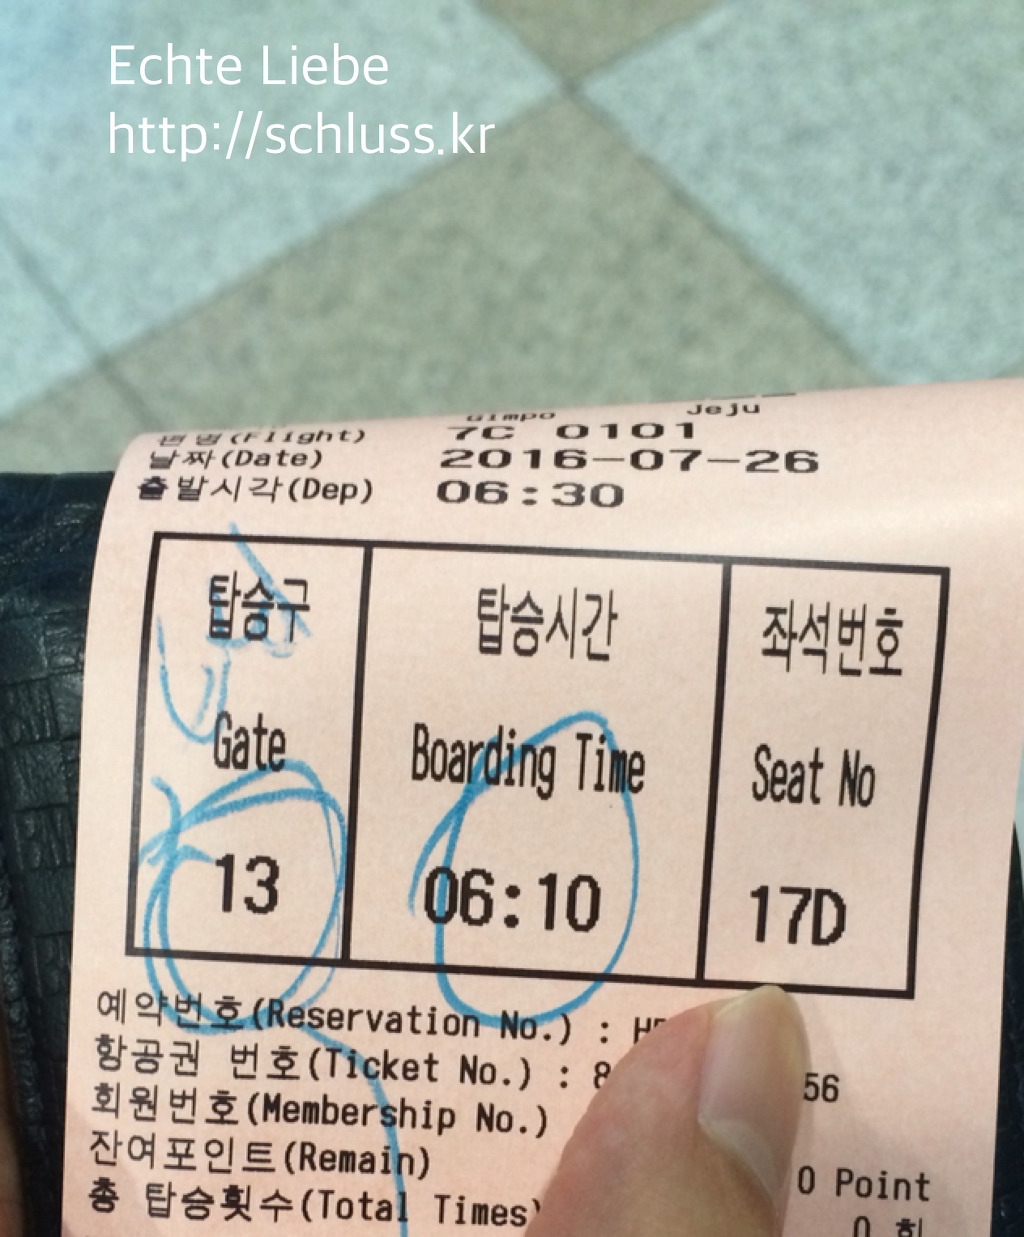 Echte Liebe
http://schluss.kr
Gimpo Jeju
편명(Flight) 7C 0101
날짜(Date) 2016-07-26
출발시각(Dep) 06:30
탑승구 탑승시간 좌석번호
Gate Boarding Time Seat No
13 06:10 17D
예약번호(Reservation No.) : H
항공권 번호(Ticket No.) : 8 56
회원번호(Membership No.)
잔여포인트(Remain) 0 Point
총 탑승횟수(Total Times) 0 회